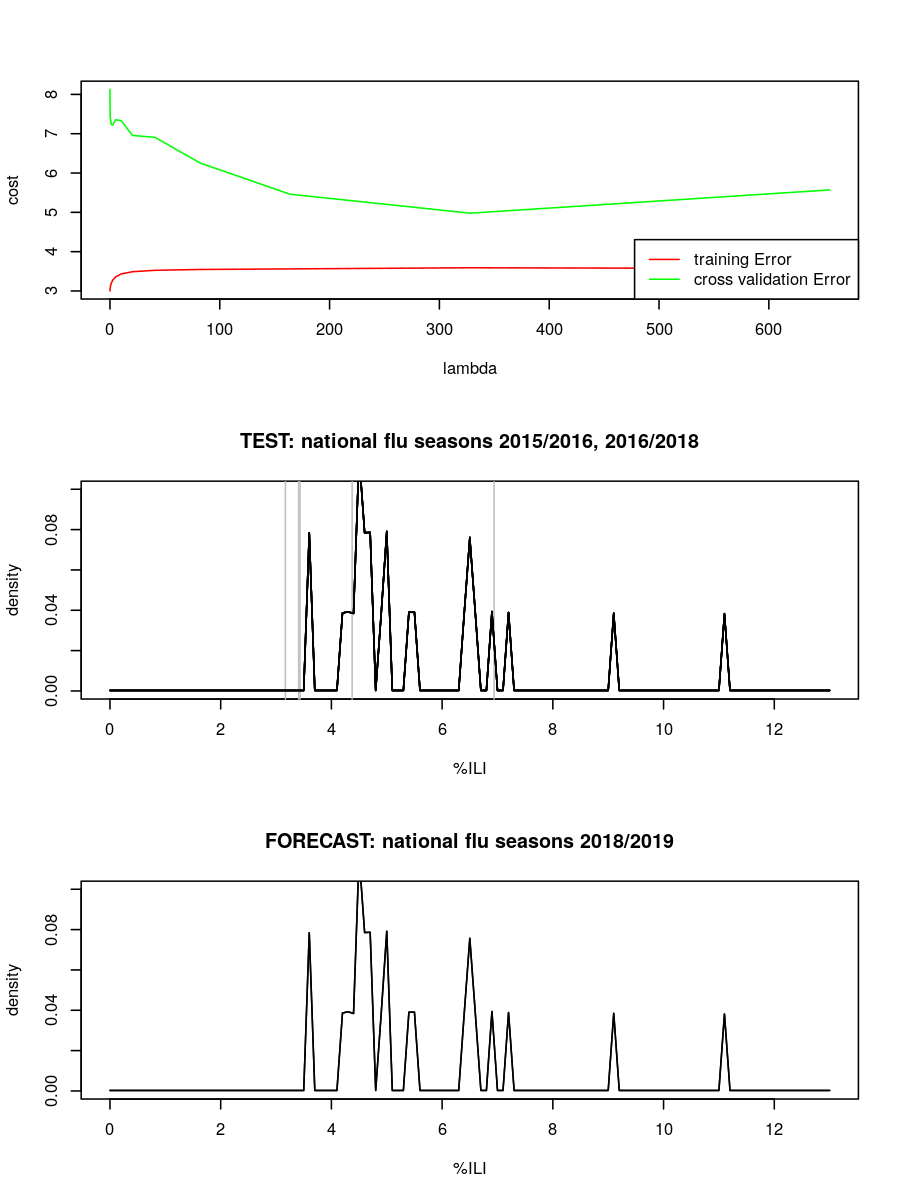 8
7
6
5
4
3
cost
training Error
cross validation Error
0 100 200 300 400 500 600
lambda
TEST: national flu seasons 2015/2016, 2016/2018
0.08
0.04
0.00
density
0 2 4 6 8 10 12
%ILI
FORECAST: national flu seasons 2018/2019
0.08
0.04
0.00
density
0 2 4 6 8 10 12
%ILI